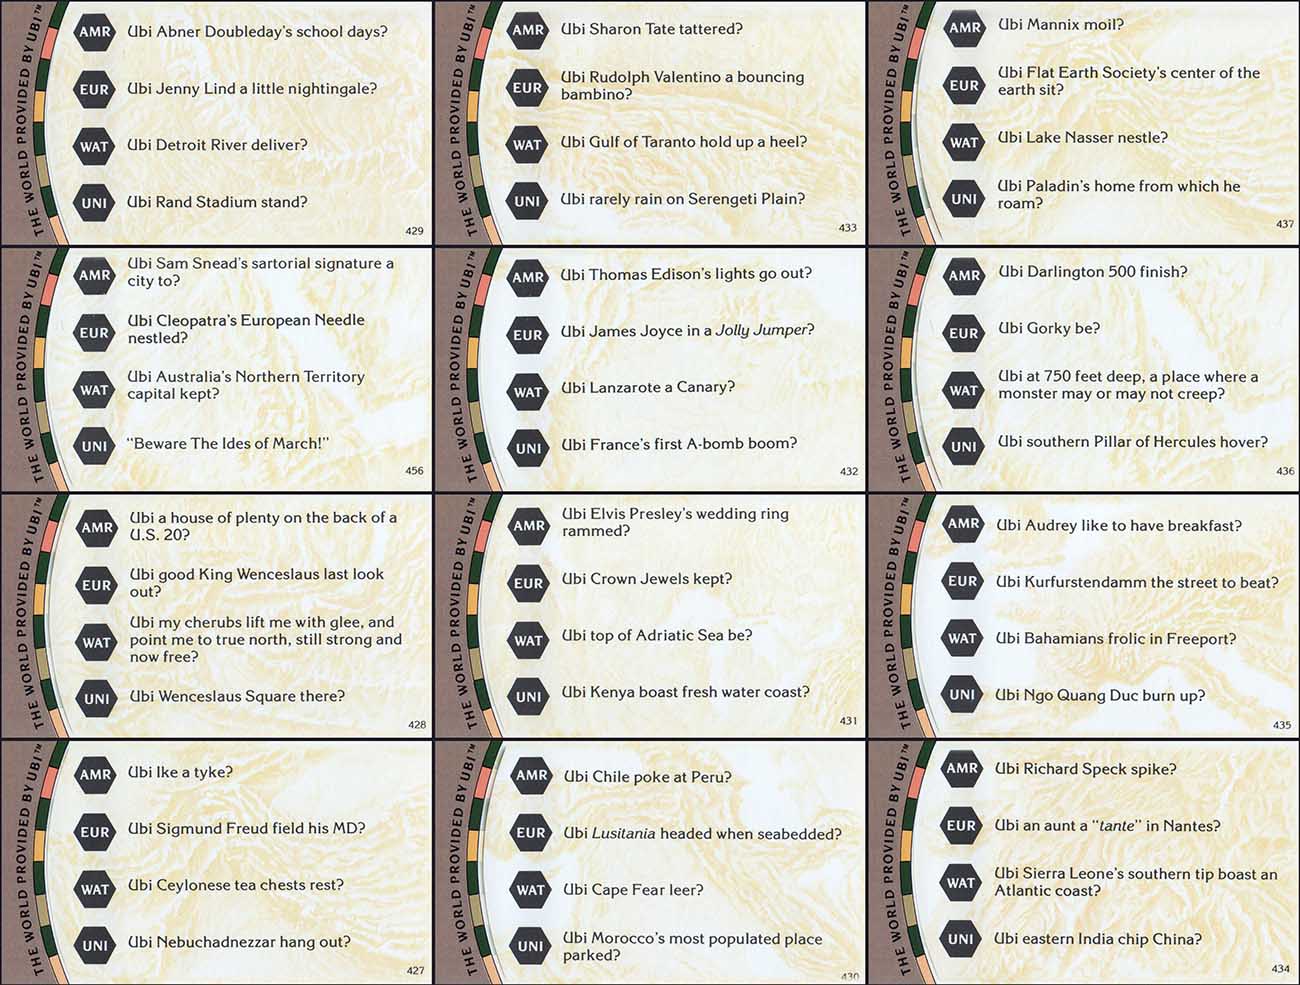 THE WORLD PROVIDED BY UBI™
AMR Ubi Abner Doubleday's school days?
EUR Ubi Jenny Lind a little nightingale?
WAT Ubi Detroit River deliver?
UNI Ubi Rand Stadium stand?
429
THE WORLD PROVIDED BY UBI™
AMR Ubi Sharon Tate tattered?
EUR Ubi Rudolph Valentino a bouncing
bambino?
WAT Ubi Gulf of Taranto hold up a heel?
UNI Ubi rarely rain on Serengeti Plain?
433
THE WORLD PROVIDED BY UBI™
AMR Ubi Mannix moil?
EUR Ubi Flat Earth Society's center of the
earth sit?
WAT Ubi Lake Nasser nestle?
UNI Ubi Paladin's home from which he
roam?
437
THE WORLD PROVIDED BY UBI™
AMR Ubi Sam Snead's sartorial signature a
city to?
EUR Ubi Cleopatra's European Needle
nestled?
WAT Ubi Australia's Northern Territory
capital kept?
UNI "Beware The Ides of March!"
456
THE WORLD PROVIDED BY UBI™
AMR Ubi Thomas Edison's lights go out?
EUR Ubi James Joyce in a Jolly Jumper?
WAT Ubi Lanzarote a Canary?
UNI Ubi France's first A-bomb boom?
432
THE WORLD PROVIDED BY UBI™
AMR Ubi Darlington 500 finish?
EUR Ubi Gorky be?
WAT Ubi at 750 feet deep, a place where a
monster may or may not creep?
UNI Ubi southern Pillar of Hercules hover?
436
THE WORLD PROVIDED BY UBI™
AMR Ubi a house of plenty on the back of a
U.S. 20?
EUR Ubi good King Wenceslaus last look
out?
WAT Ubi my cherubs lift me with glee, and
point me to true north, still strong and
now free?
UNI Ubi Wenceslaus Square there?
428
THE WORLD PROVIDED BY UBI™
AMR Ubi Elvis Presley's wedding ring
rammed?
EUR Ubi Crown Jewels kept?
WAT Ubi top of Adriatic Sea be?
UNI Ubi Kenya boast fresh water coast?
431
THE WORLD PROVIDED BY UBI™
AMR Ubi Audrey like to have breakfast?
EUR Ubi Kurfurstendamm the street to beat?
WAT Ubi Bahamians frolic in Freeport?
UNI Ubi Ngo Quang Duc burn up?
435
THE WORLD PROVIDED BY UBI™
AMR Ubi Ike a tyke?
EUR Ubi Sigmund Freud field his MD?
WAT Ubi Ceylonese tea chests rest?
UNI Ubi Nebuchadnezzar hang out?
427
THE WORLD PROVIDED BY UBI™
AMR Ubi Chile poke at Peru?
EUR Ubi Lusitania headed when seabedded?
WAT Ubi Cape Fear leer?
UNI Ubi Morocco's most populated place
parked?
430
THE WORLD PROVIDED BY UBI™
AMR Ubi Richard Speck spike?
EUR Ubi an aunt a "tante" in Nantes?
WAT Ubi Sierra Leone's southern tip boast an
Atlantic coast?
UNI Ubi eastern India chip China?
434